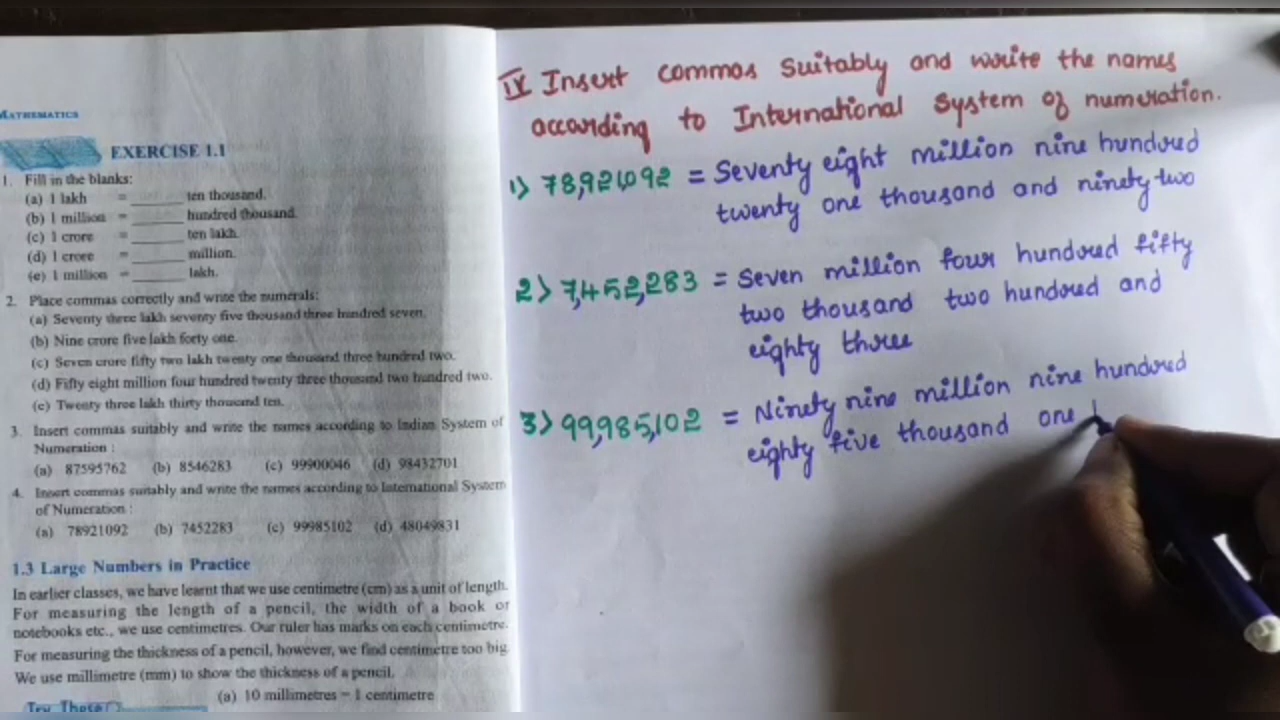 MATHEMATICS
EXERCISE 1.1
1. Fill in the blanks:
(a) 1 lakh = ______ ten thousand.
(b) 1 million = ______ hundred thousand.
(c) 1 crore = ______ ten lakh.
(d) 1 crore = ______ million.
(e) 1 million = ______ lakh.
2. Place commas correctly and write the numerals:
(a) Seventy three lakh seventy five thousand three hundred seven.
(b) Nine crore five lakh forty one.
(c) Seven crore fifty two lakh twenty one thousand three hundred two.
(d) Fifty eight million four hundred twenty three thousand two hundred two.
(e) Twenty three lakh thirty thousand ten.
3. Insert commas suitably and write the names according to Indian System of
Numeration :
(a) 87595762 (b) 8546283 (c) 99900046 (d) 98432701
4. Insert commas suitably and write the names according to International System
of Numeration :
(a) 78921092 (b) 7452283 (c) 99985102 (d) 48049831
1.3 Large Numbers in Practice
In earlier classes, we have learnt that we use centimetre (cm) as a unit of length.
For measuring the length of a pencil, the width of a book or
notebooks etc., we use centimetres. Our ruler has marks on each centimetre.
For measuring the thickness of a pencil, however, we find centimetre too big.
We use millimetre (mm) to show the thickness of a pencil.
(a) 10 millimetres = 1 centimetre
Try These
IV Insert commas suitably and write the names
according to International System of numeration.
1) 78,921,092 = Seventy eight million nine hundred
twenty one thousand and ninety two
2) 7,452,283 = Seven million four hundred fifty
two thousand two hundred and
eighty three
3) 99,985,102 = Ninety nine million nine hundred
eighty five thousand one